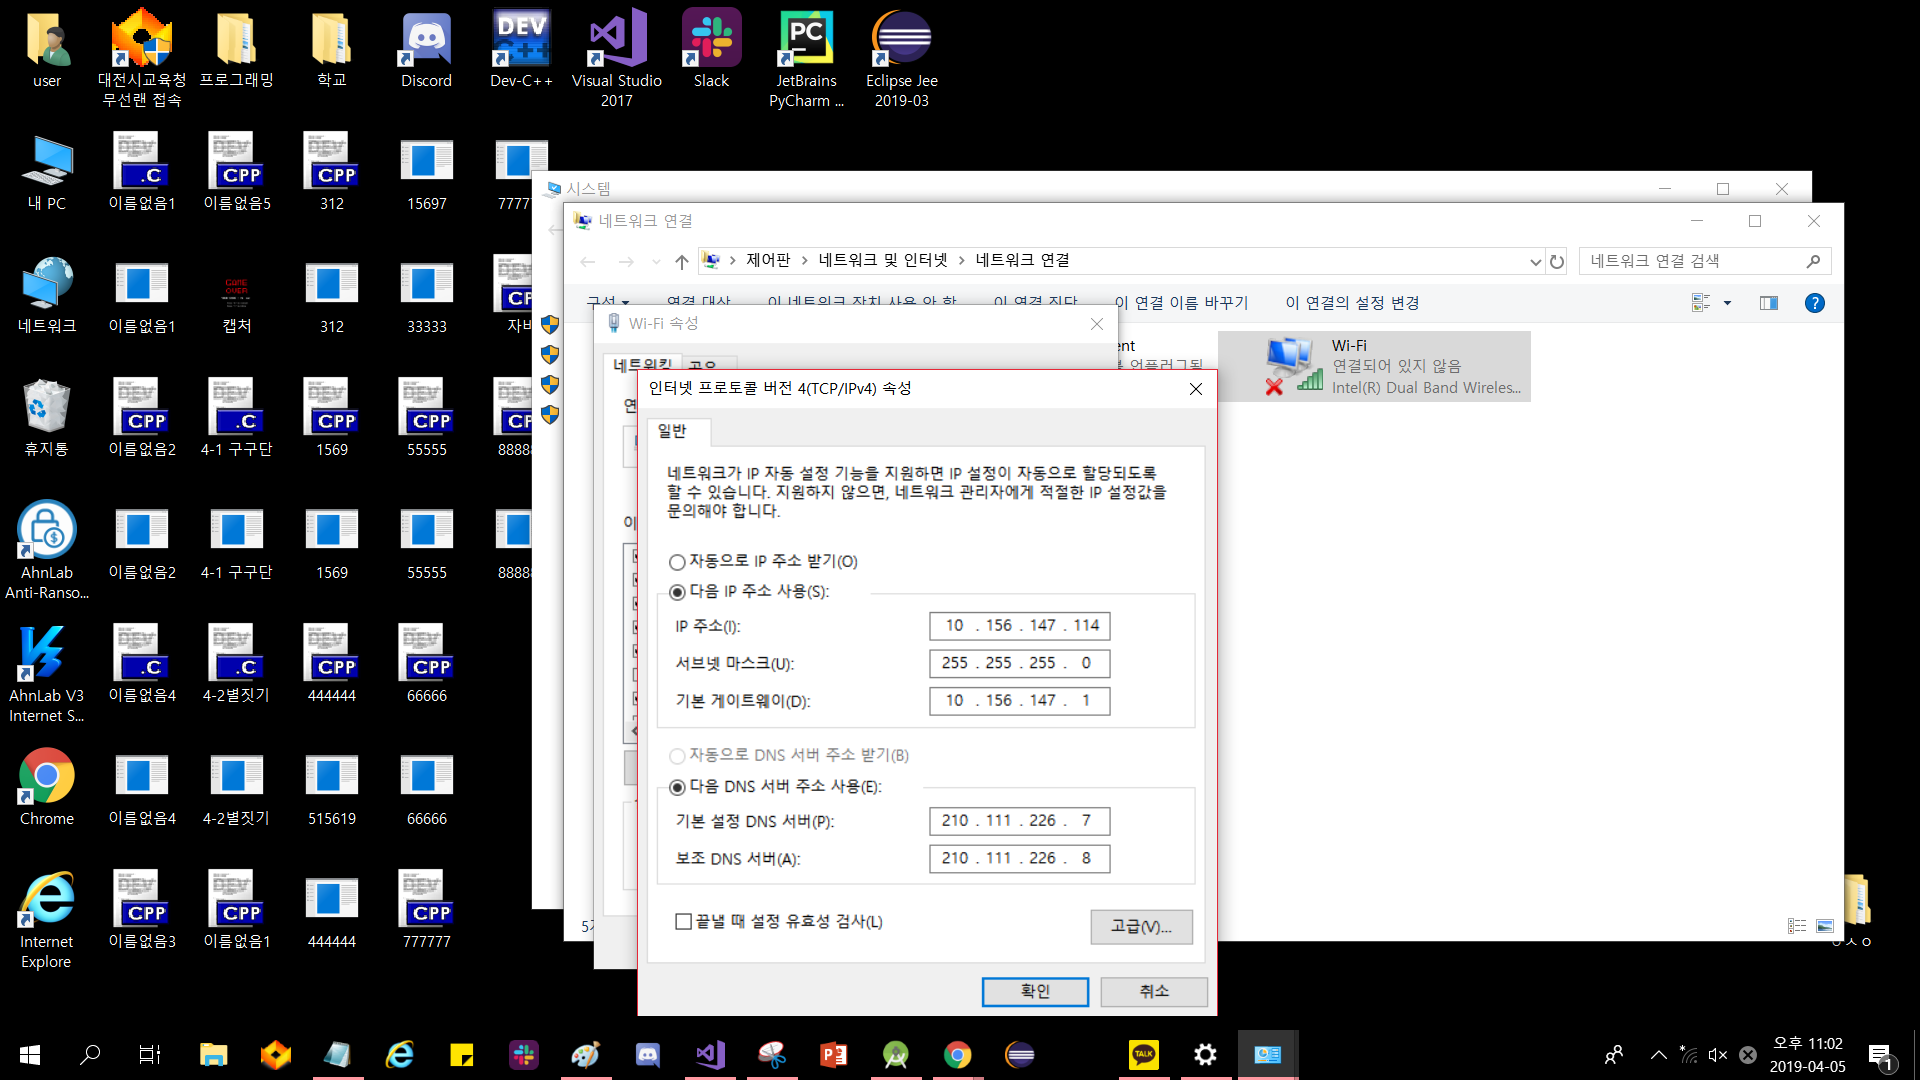 user
대전시교육청
무선랜 접속
프로그래밍
학교
Discord
Dev-C++
Visual Studio
2017
Slack
JetBrains
PyCharm ...
Eclipse Jee
2019-03
내 PC
이름없음1
이름없음5
312
15697
7777
네트워크
이름없음1
캡처
312
33333
자바
휴지통
이름없음2
4-1 구구단
1569
55555
8888
AhnLab
Anti-Ranso...
이름없음2
4-1 구구단
1569
55555
8888
AhnLab V3
Internet S...
이름없음4
4-2별짓기
444444
66666
Chrome
이름없음4
4-2별짓기
515619
66666
Internet
Explore
이름없음3
이름없음1
444444
777777
시스템
네트워크 연결
제어판 > 네트워크 및 인터넷 > 네트워크 연결
네트워크 연결 검색
구성
연결 대상
이 네트워크 장치 사용 안 함
이 연결 진단
이 연결 이름 바꾸기
이 연결의 설정 변경
Wi-Fi 속성
네트워킹
공유
ent
언플러그됨
Wi-Fi
연결되어 있지 않음
Intel(R) Dual Band Wireles...
인터넷 프로토콜 버전 4(TCP/IPv4) 속성
일반
네트워크가 IP 자동 설정 기능을 지원하면 IP 설정이 자동으로 할당되도록
할 수 있습니다. 지원하지 않으면, 네트워크 관리자에게 적절한 IP 설정값을
문의해야 합니다.
자동으로 IP 주소 받기(O)
다음 IP 주소 사용(S):
IP 주소(I):
10 . 156 . 147 . 114
서브넷 마스크(U):
255 . 255 . 255 . 0
기본 게이트웨이(D):
10 . 156 . 147 . 1
자동으로 DNS 서버 주소 받기(B)
다음 DNS 서버 주소 사용(E):
기본 설정 DNS 서버(P):
210 . 111 . 226 . 7
보조 DNS 서버(A):
210 . 111 . 226 . 8
끝낼 때 설정 유효성 검사(L)
고급(V)...
확인
취소
오후 11:02
2019-04-05
1